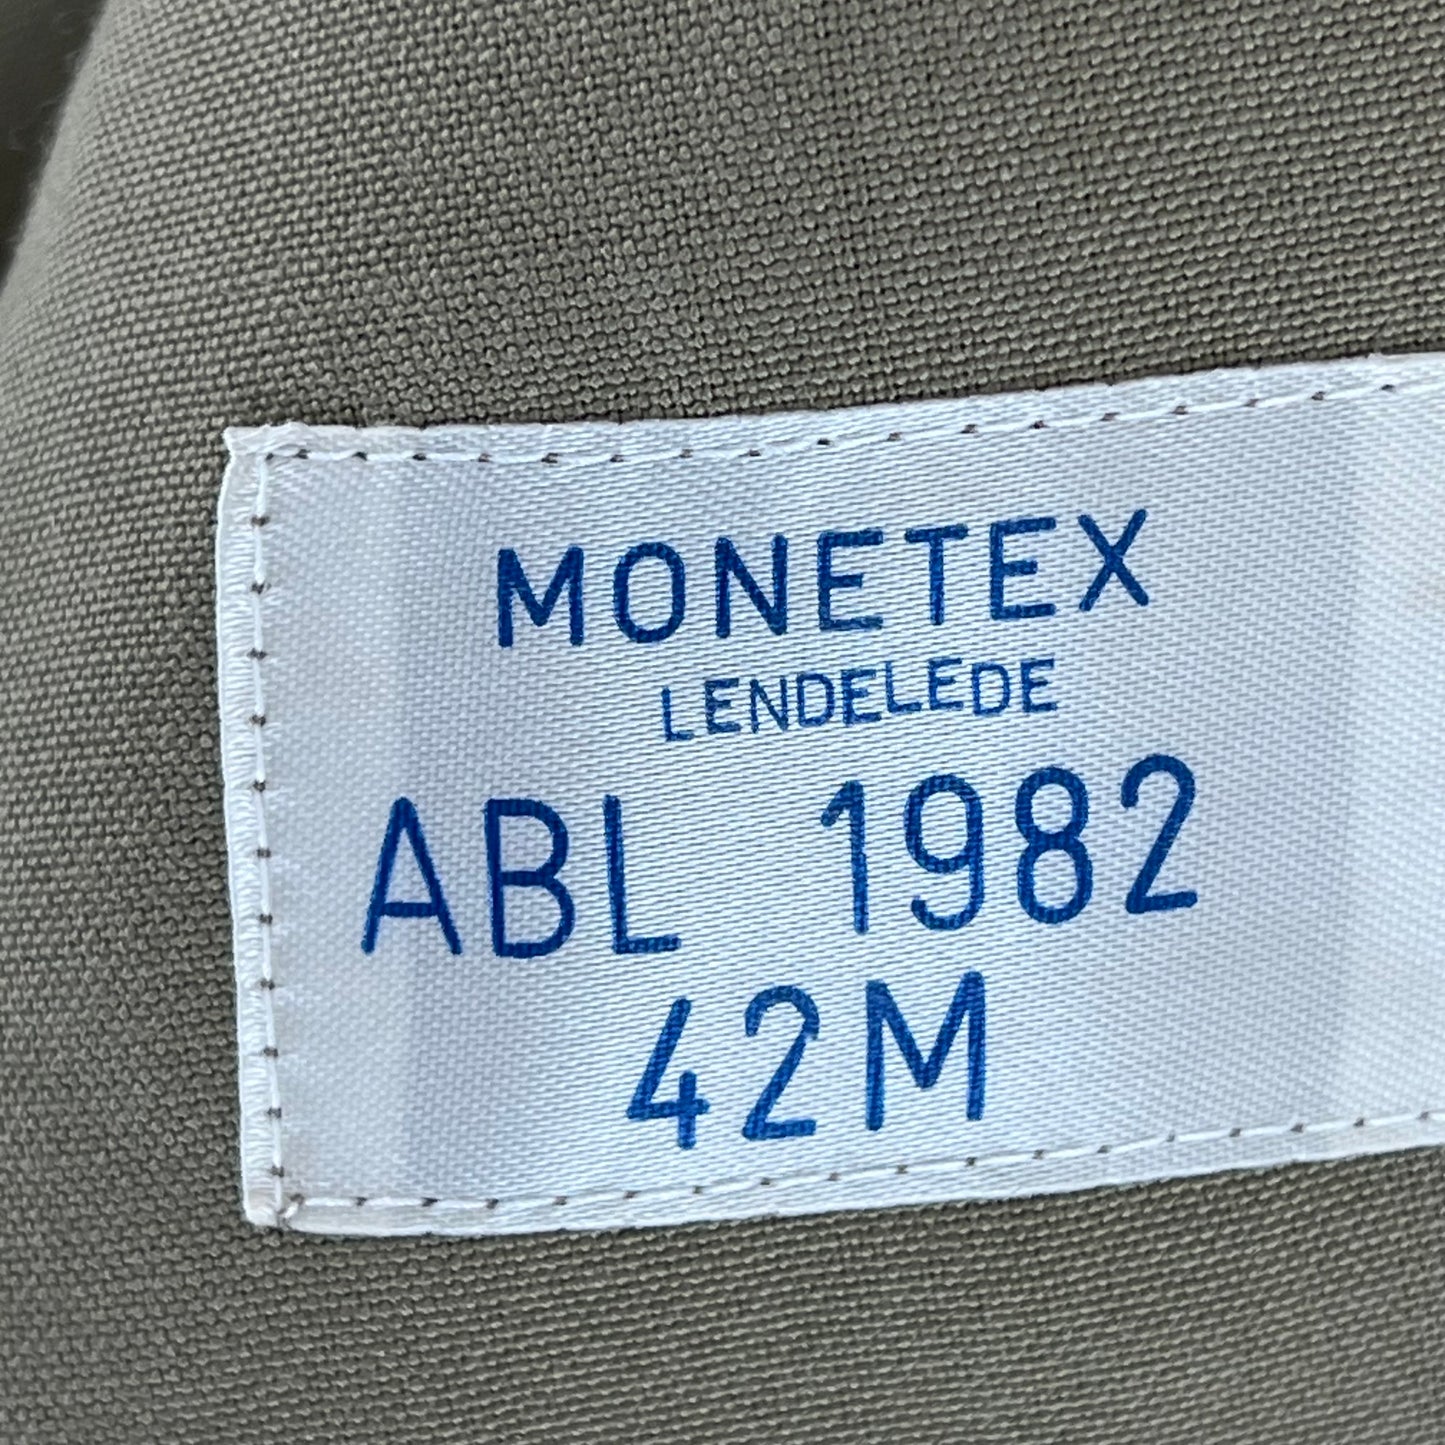 MONETEX
LENDELEDE
ABL 1982
42M